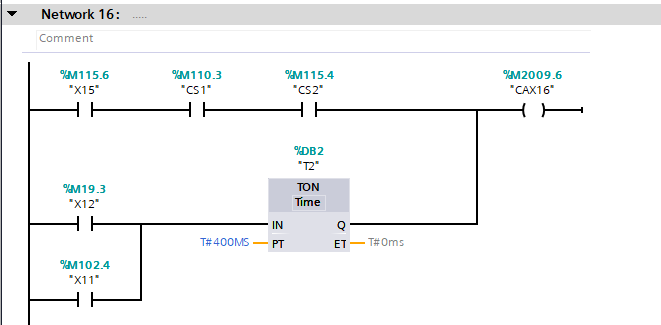 Network 16: .....
Comment
%M115.6 %M110.3 %M115.4 %M2009.6
"X15" "CS1" "CS2" "CAX16"
%DB2
"T2"
%M19.3 TON
"X12" Time
IN Q
T#400MS PT ET T#0ms
%M102.4
"X11"